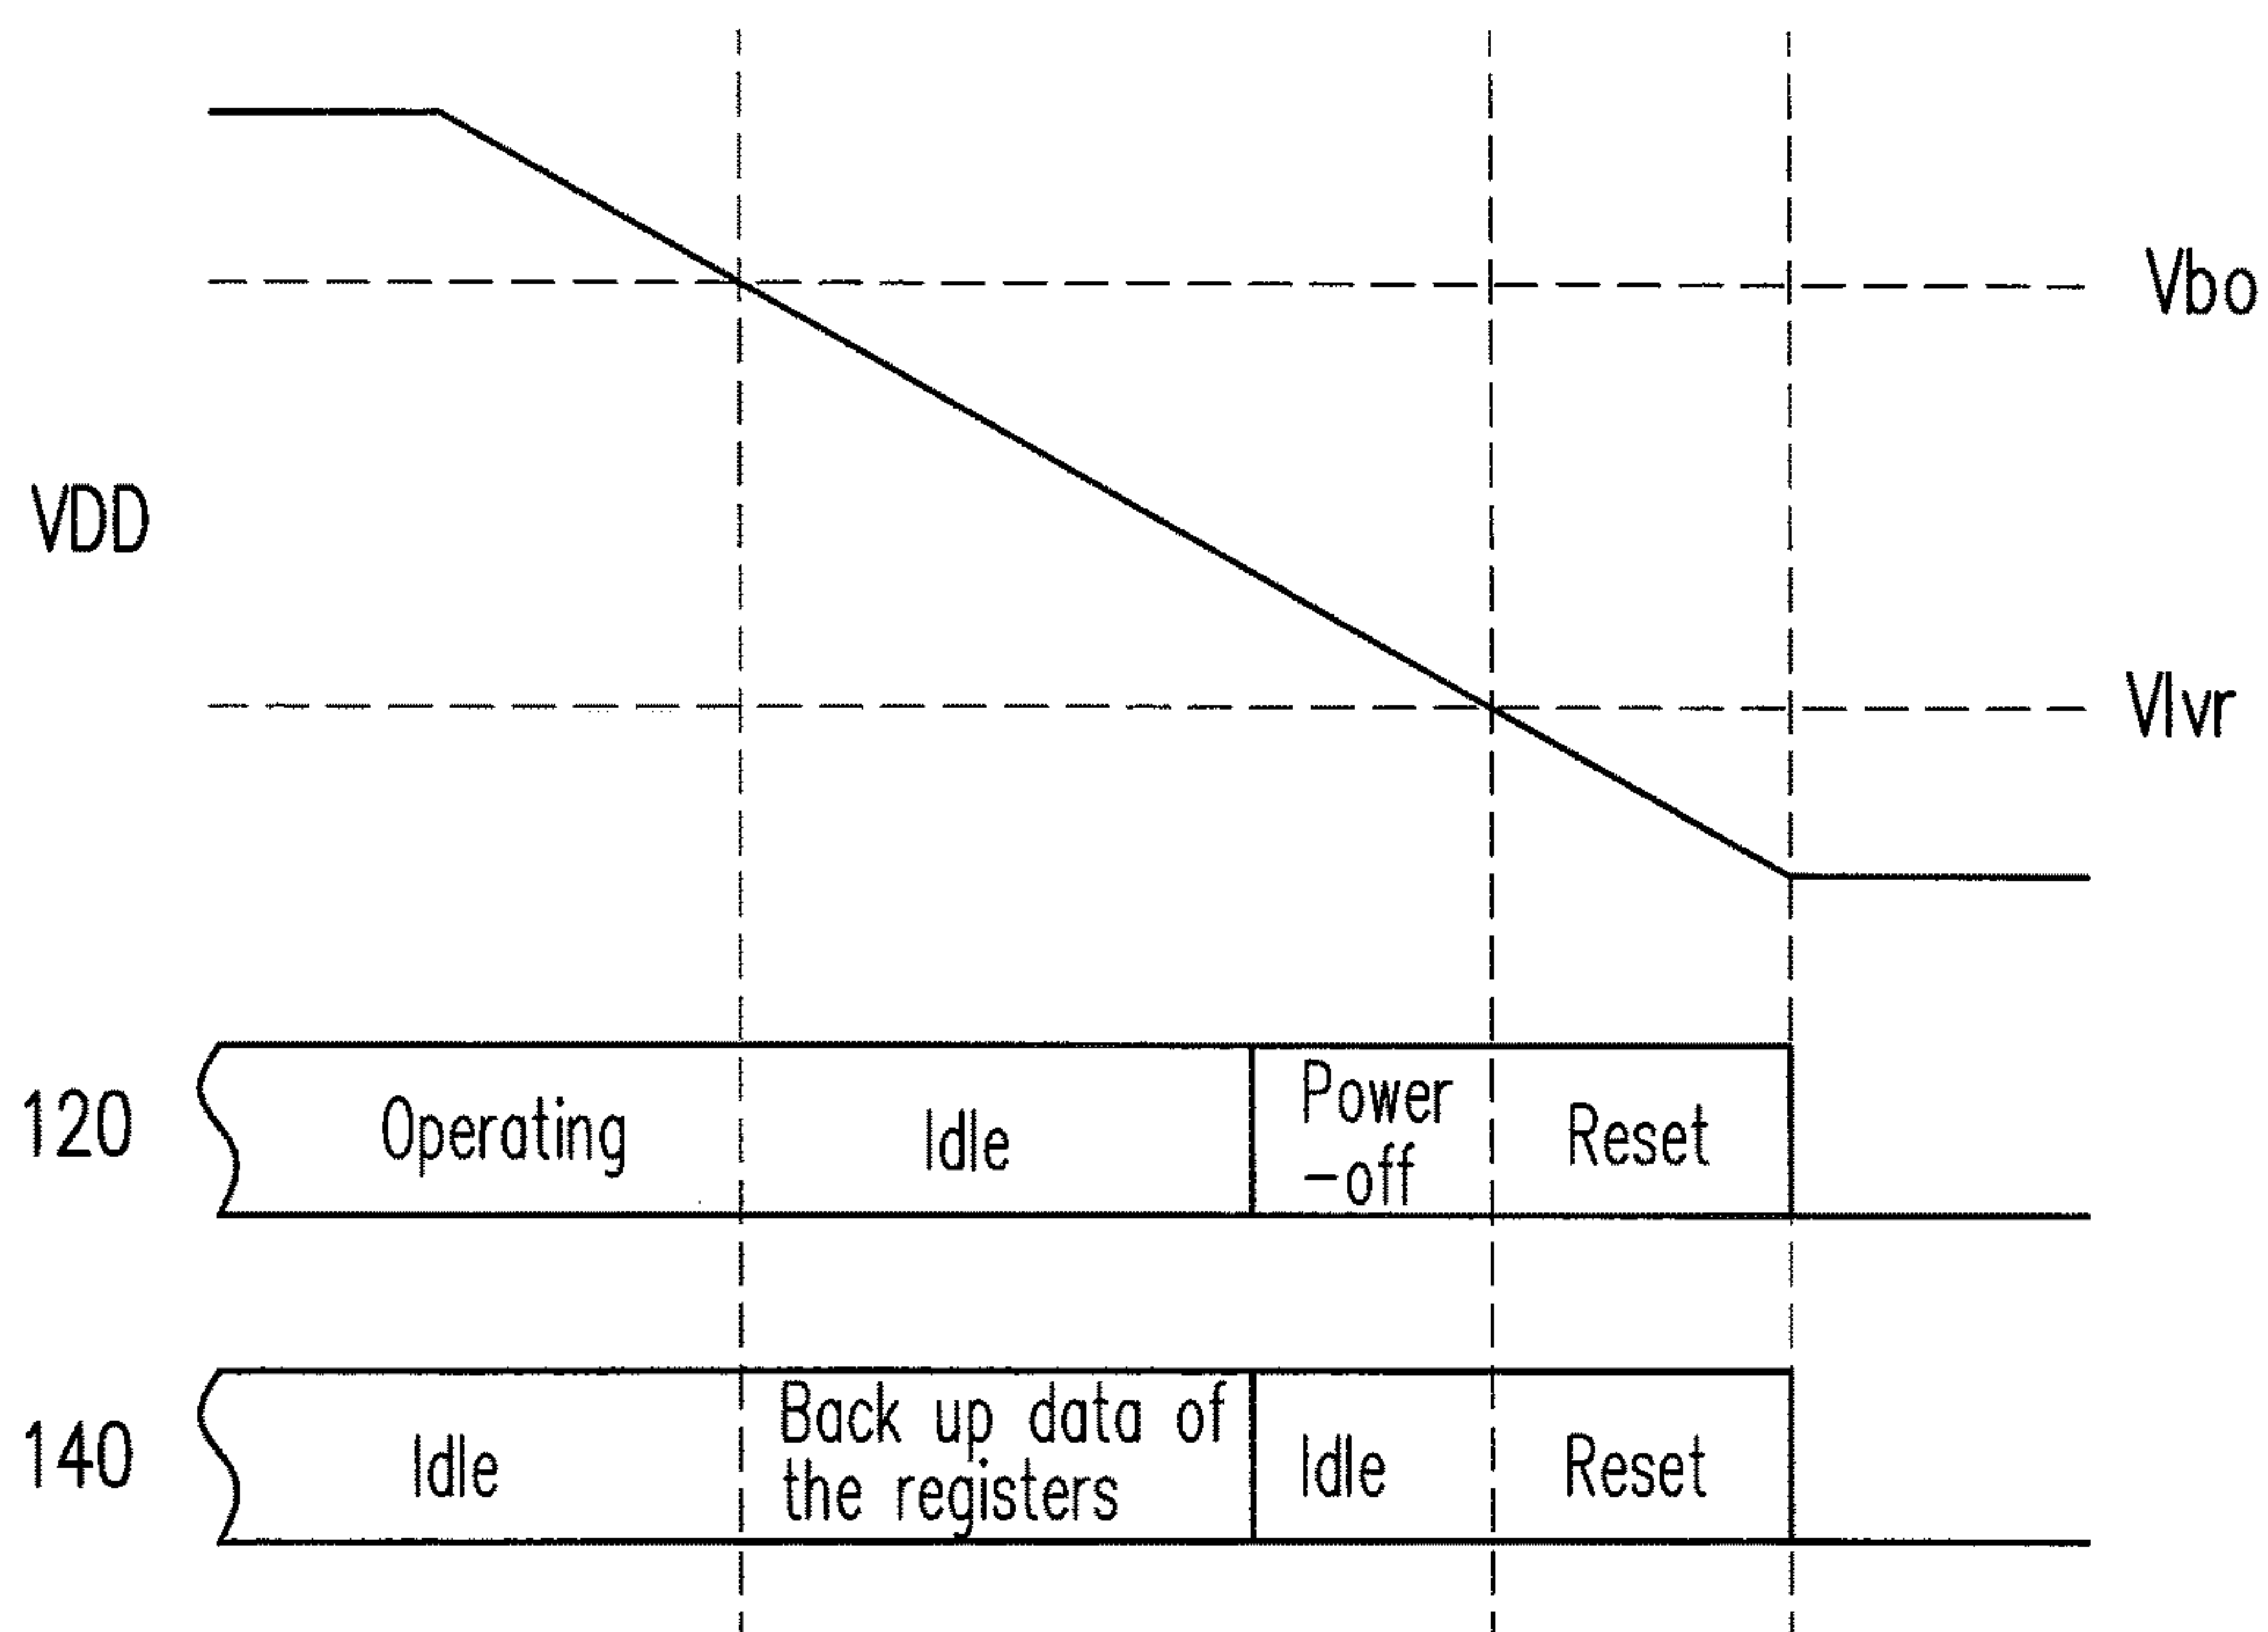 Vbo
VDD
Vlvr
120
Operating
Idle
Power
-off
Reset
140
Idle
Back up data of
the registers
Idle
Reset